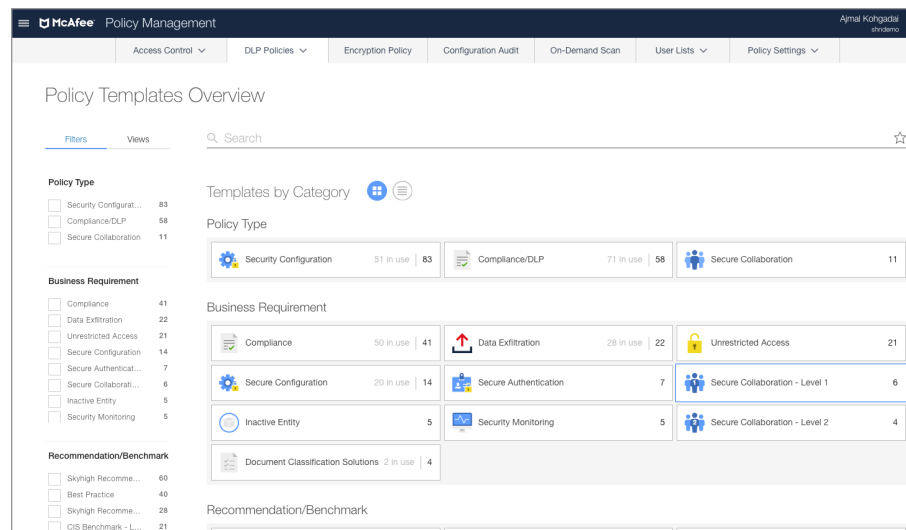 McAfee Policy Management
Ajmal Kohgadai
shndemo
Access Control DLP Policies Encryption Policy Configuration Audit On-Demand Scan User Lists Policy Settings
Policy Templates Overview
Filters Views
Search
Policy Type
Security Configurat... 83
Compliance/DLP 58
Secure Collaboration 11
Business Requirement
Compliance 41
Data Exfiltration 22
Unrestricted Access 21
Secure Configuration 14
Secure Authenticat... 7
Secure Collaborati... 6
Inactive Entity 5
Security Monitoring 5
Recommendation/Benchmark
Skyhigh Recomme... 60
Best Practice 40
Skyhigh Recomme... 28
CIS Benchmark - L... 21
Templates by Category
Policy Type
Security Configuration 51 in use 83
Compliance/DLP 71 in use 58
Secure Collaboration 11
Business Requirement
Compliance 50 in use 41
Data Exfiltration 28 in use 22
Unrestricted Access 21
Secure Configuration 20 in use 14
Secure Authentication 7
1 Secure Collaboration - Level 1 6
Inactive Entity 5
Security Monitoring 5
2 Secure Collaboration - Level 2 4
Document Classification Solutions 2 in use 4
Recommendation/Benchmark